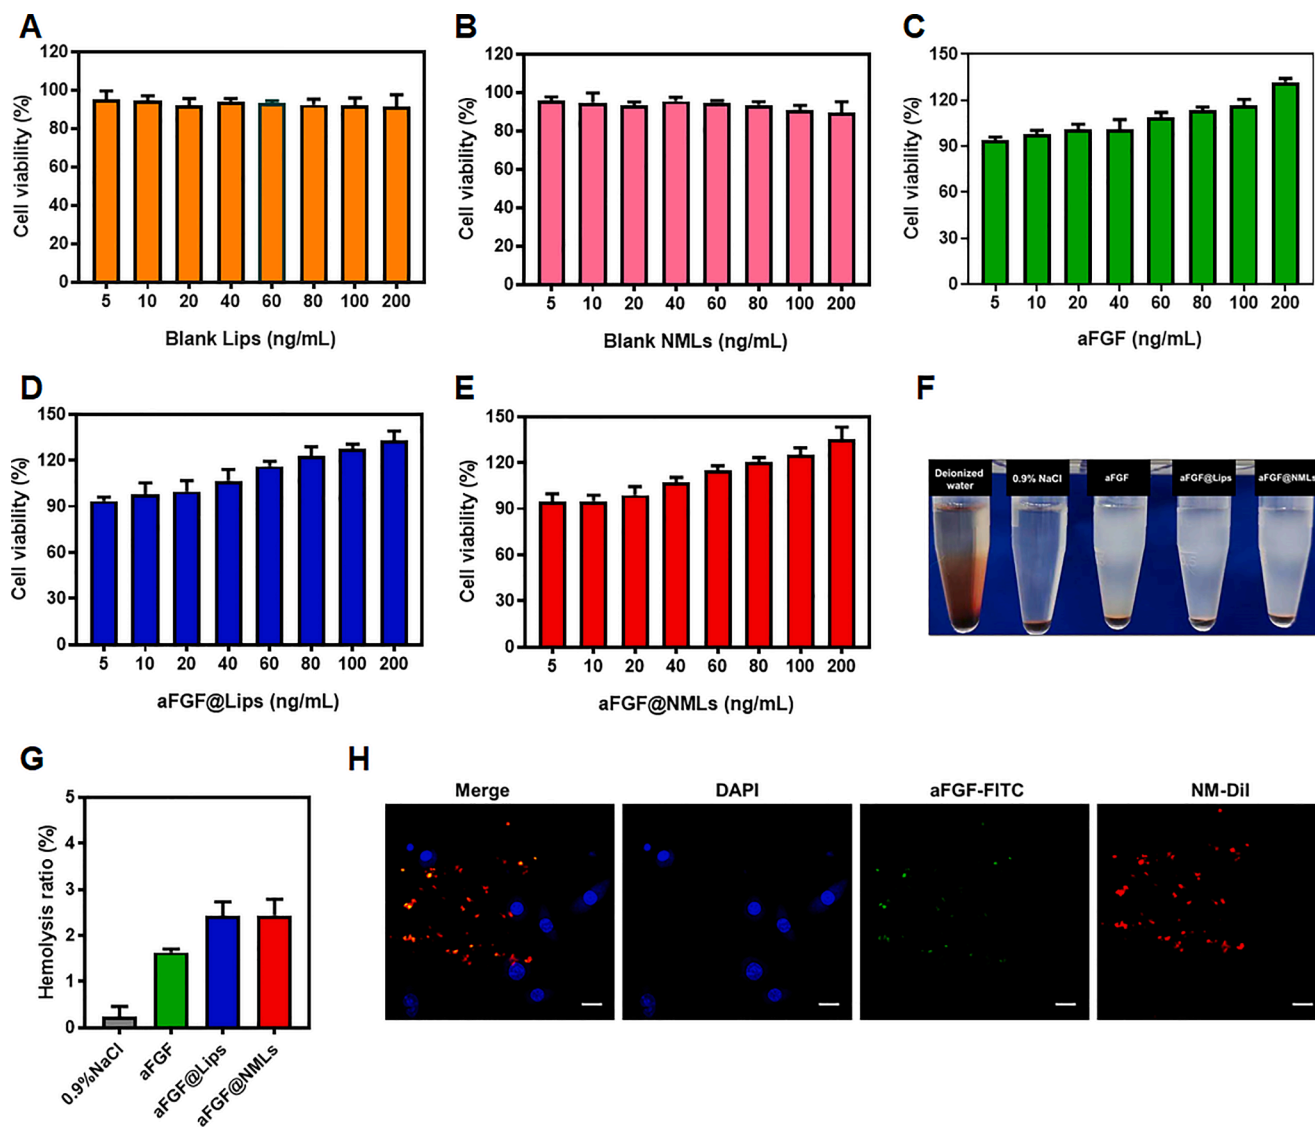 A
120
100
80
60
40
20
0
Cell viability (%)
5 10 20 40 60 80 100 200
Blank Lips (ng/mL)
B
120
100
80
60
40
20
0
Cell viability (%)
5 10 20 40 60 80 100 200
Blank NMLs (ng/mL)
C
150
120
90
60
30
0
Cell viability (%)
5 10 20 40 60 80 100 200
aFGF (ng/mL)
D
150
120
90
60
30
0
Cell viability (%)
5 10 20 40 60 80 100 200
aFGF@Lips (ng/mL)
E
150
120
90
60
30
0
Cell viability (%)
5 10 20 40 60 80 100 200
aFGF@NMLs (ng/mL)
F
Deionized
water
0.9% NaCl
aFGF
aFGF@Lips
aFGF@NMLs
G
5
4
3
2
1
0
Hemolysis ratio (%)
0.9%NaCl
aFGF
aFGF@Lips
aFGF@NMLs
H
Merge
DAPI
aFGF-FITC
NM-Dil